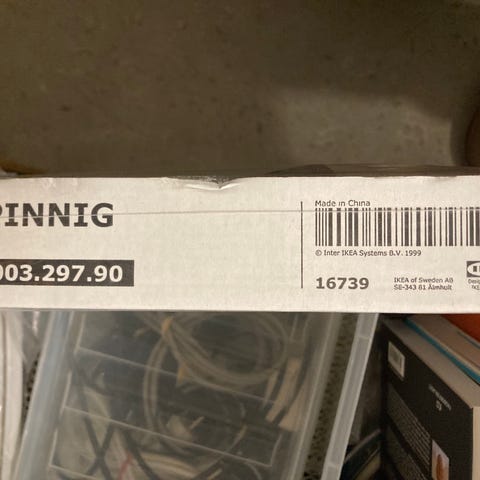 PINNIG
003.297.90
Made in China
© Inter IKEA Systems B.V. 1999
16739
IKEA of Sweden AB
SE-343 81 Älmhult